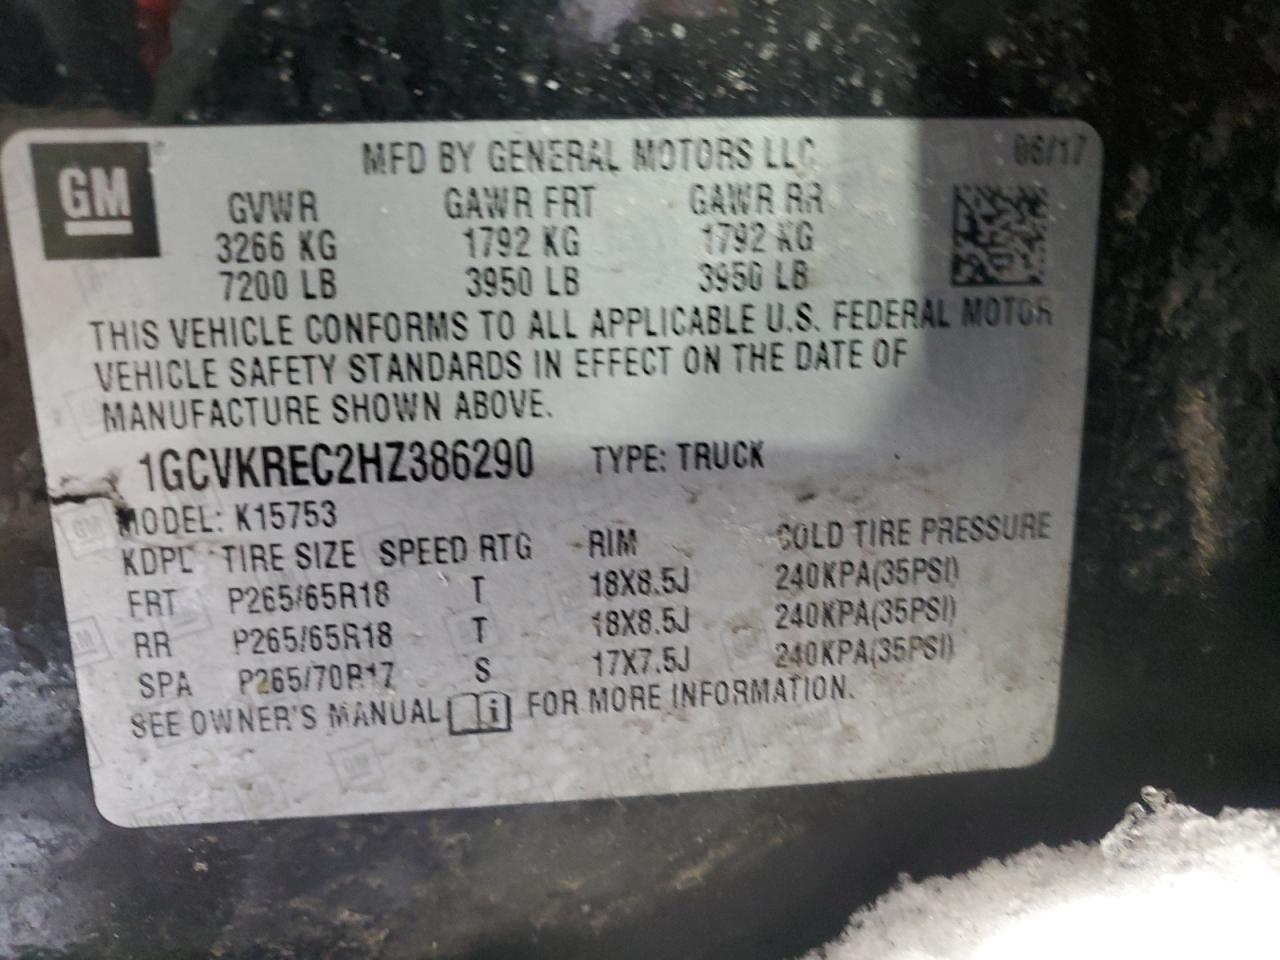 GM
MFD BY GENERAL MOTORS LLC 06/17
GVWR GAWR FRT GAWR RR
3266 KG 1792 KG 1792 KG
7200 LB 3950 LB 3950 LB
THIS VEHICLE CONFORMS TO ALL APPLICABLE U.S. FEDERAL MOTOR
VEHICLE SAFETY STANDARDS IN EFFECT ON THE DATE OF
MANUFACTURE SHOWN ABOVE.
1GCVKREC2HZ386290 TYPE: TRUCK
MODEL: K15753
KDPL TIRE SIZE SPEED RTG RIM COLD TIRE PRESSURE
FRT P265/65R18 T 18X8.5J 240KPA(35PSI)
RR P265/65R18 T 18X8.5J 240KPA(35PSI)
SPA P265/70R17 S 17X7.5J 240KPA(35PSI)
SEE OWNER'S MANUAL i FOR MORE INFORMATION.